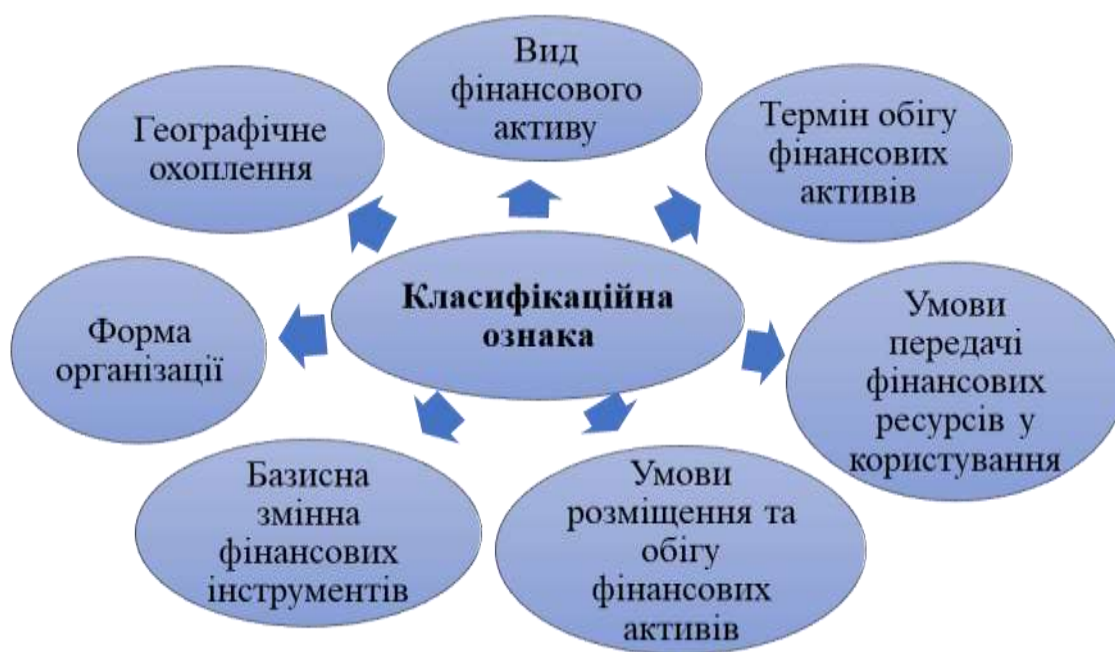 Вид
фінансового
активу
Термін обігу
фінансових
активів
Умови
передачі
фінансових
ресурсів у
користування
Умови
розміщення та
обігу
фінансових
активів
Базисна
змінна
фінансових
інструментів
Форма
організації
Географічне
охоплення
Класифікаційна
ознака